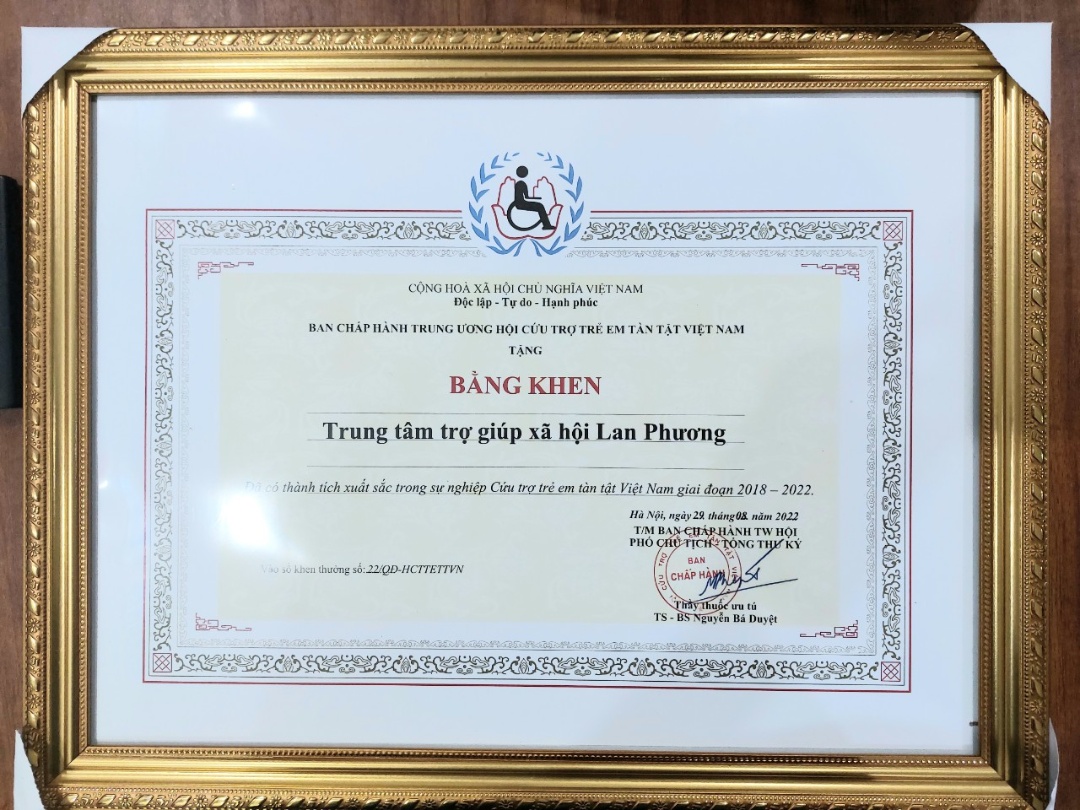 CỘNG HOÀ XÃ HỘI CHỦ NGHĨA VIỆT NAM
Độc lập - Tự do - Hạnh phúc
BAN CHẤP HÀNH TRUNG ƯƠNG HỘI CỨU TRỢ TRẺ EM TÀN TẬT VIỆT NAM
TẶNG
BẰNG KHEN
Trung tâm trợ giúp xã hội Lan Phương
Đã có thành tích xuất sắc trong sự nghiệp Cứu trợ trẻ em tàn tật Việt Nam giai đoạn 2018 – 2022.
Hà Nội, ngày 29 tháng 08 năm 2022
T/M BAN CHẤP HÀNH TW HỘI
PHÓ CHỦ TỊCH - TỔNG THƯ KÝ
BAN
CHẤP HÀNH
Vào sổ khen thưởng số: 22/QĐ-HCTTETTVN
Thầy thuốc ưu tú
TS - BS Nguyễn Bá Duyệt